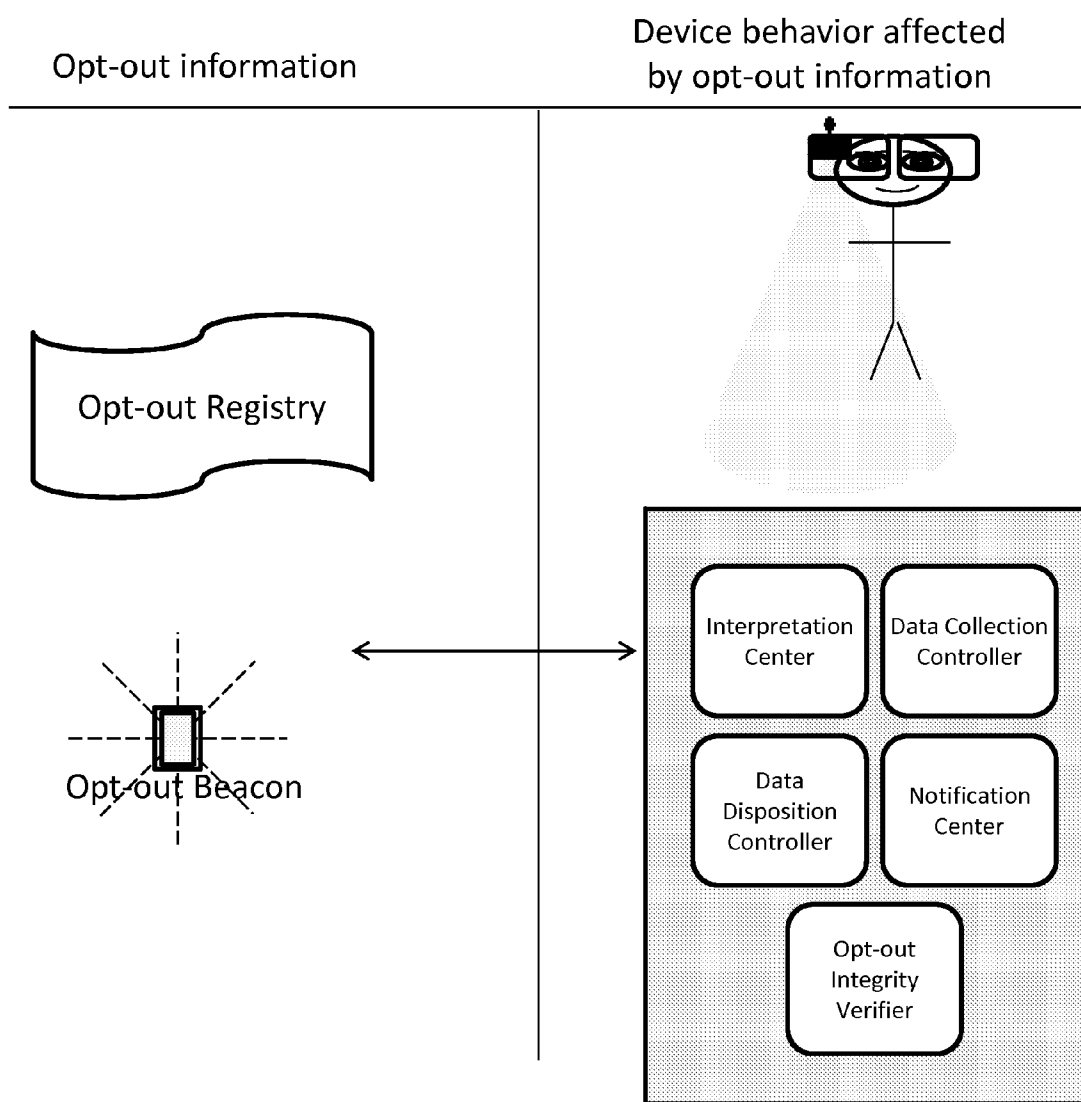 Opt-out information
Device behavior affected
by opt-out information
Opt-out Registry
Opt-out Beacon
Interpretation
Center
Data Collection
Controller
Data
Disposition
Controller
Notification
Center
Opt-out
Integrity
Verifier